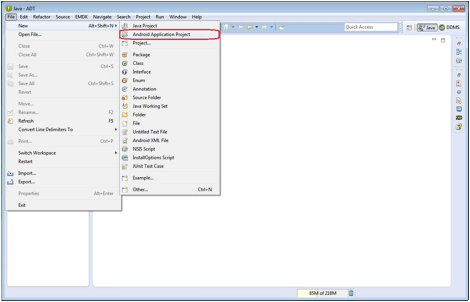 Java - ADT
File Edit Refactor Source EMDK Navigate Search Project Run Window Help
New Alt+Shift+N
Open File...
Close Ctrl+W
Close All Ctrl+Shift+W
Save Ctrl+S
Save As...
Save All Ctrl+Shift+S
Revert
Move...
Rename... F2
Refresh F5
Convert Line Delimiters To
Print... Ctrl+P
Switch Workspace
Restart
Import...
Export...
Properties Alt+Enter
Exit
Java Project
Android Application Project
Project...
Package
Class
Interface
Enum
Annotation
Source Folder
Java Working Set
Folder
File
Untitled Text File
Android XML File
NSIS Script
InstallOptions Script
JUnit Test Case
Example...
Other... Ctrl+N
Quick Access
Java
DDMS
85M of 218M